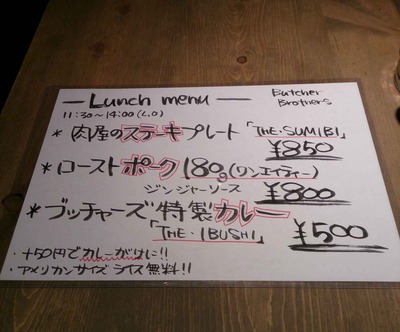 — Lunch menu —
Butcher Brothers
11:30~14:00(L.O)
* 肉屋のステーキプレート 「THE・SUMIBI」
¥850
* ローストポーク 180g(ワンエイティー)
ジンジャーソース ¥800
* ブッチャーズ特製カレー
「THE・IBUSHI」 ¥500
・+50円でカレーがけに!!
・アメリカンサイズ ライス無料!!